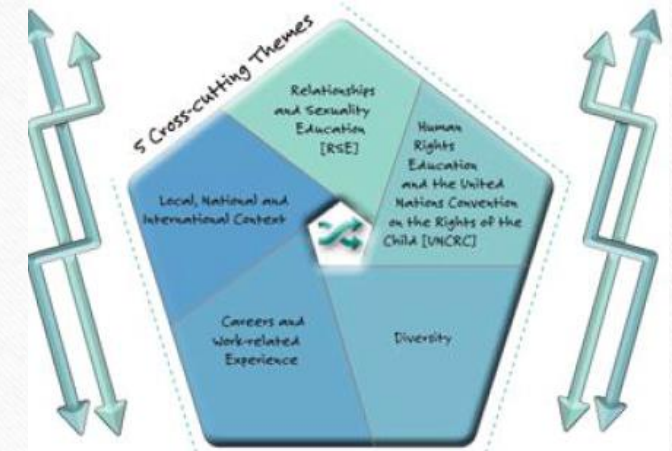 5 Cross-cutting Themes
Relationships
and Sexuality
Education
[RSE]
Human
Rights
Education
and the United
Nations Convention
on the Rights of the
Child [UNCRC]
Local, National and
International Context
Careers and
Work-related
Experience
Diversity